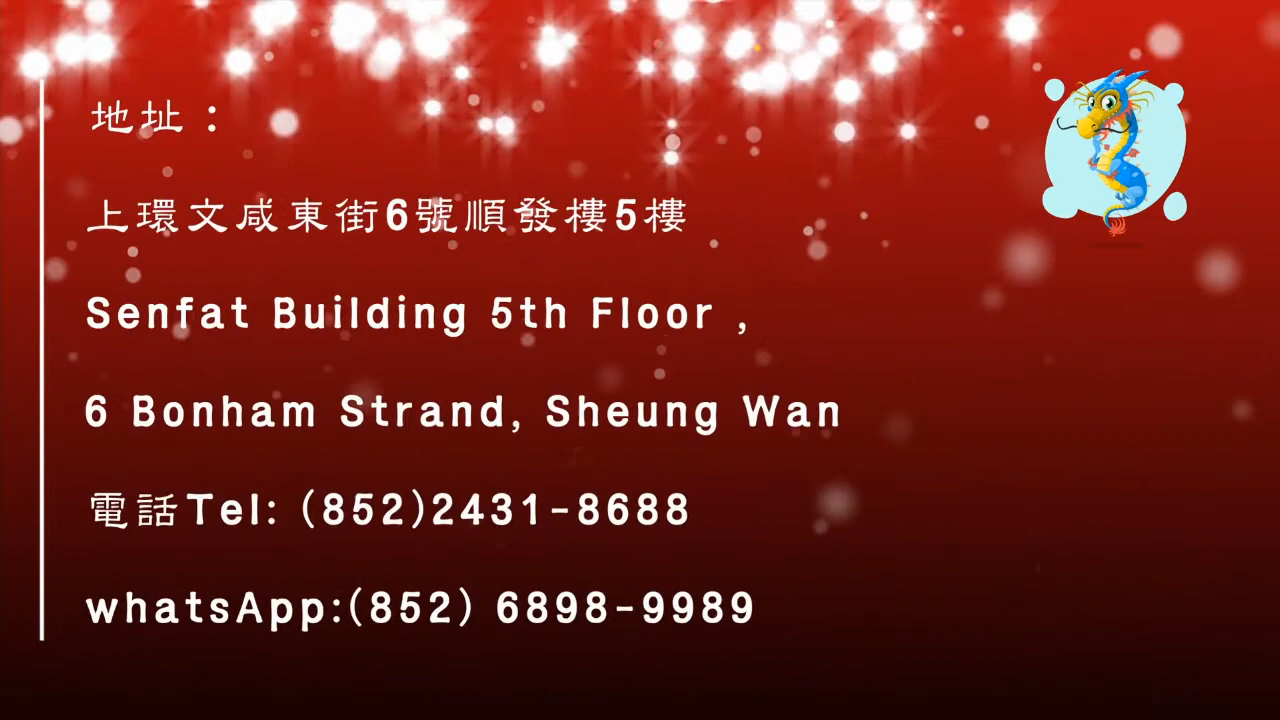 地址：
上環文咸東街6號順發樓5樓
Senfat Building 5th Floor ,
6 Bonham Strand, Sheung Wan
電話Tel: (852)2431-8688
whatsApp:(852) 6898-9989